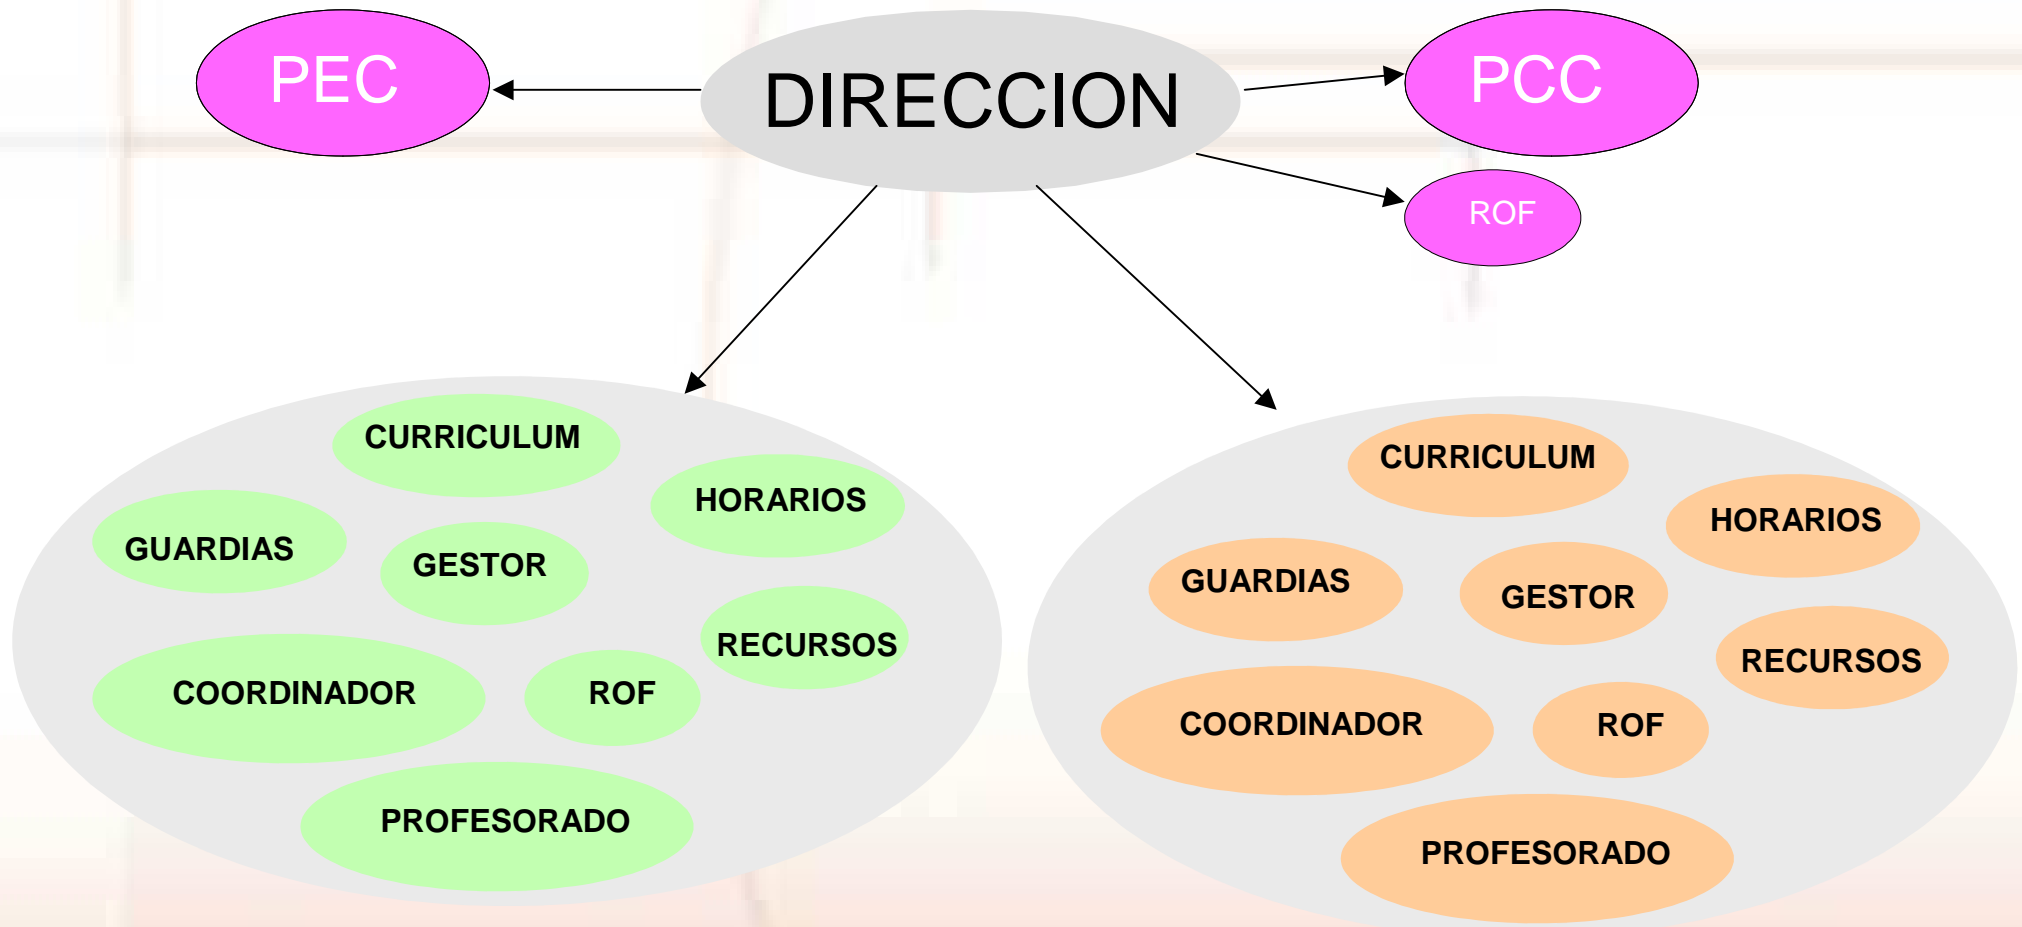 PEC
DIRECCION
PCC
ROF
CURRICULUM
HORARIOS
GUARDIAS
GESTOR
RECURSOS
COORDINADOR
ROF
PROFESORADO
CURRICULUM
HORARIOS
GUARDIAS
GESTOR
RECURSOS
COORDINADOR
ROF
PROFESORADO